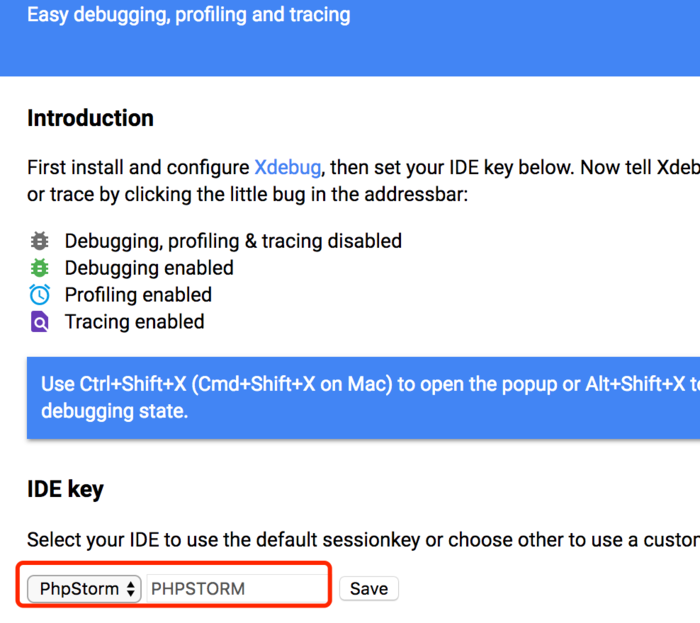 Easy debugging, profiling and tracing
Introduction
First install and configure Xdebug, then set your IDE key below. Now tell Xdeb
or trace by clicking the little bug in the addressbar:
Debugging, profiling & tracing disabled
Debugging enabled
Profiling enabled
Tracing enabled
Use Ctrl+Shift+X (Cmd+Shift+X on Mac) to open the popup or Alt+Shift+X to
debugging state.
IDE key
Select your IDE to use the default sessionkey or choose other to use a custom
PhpStorm PHPSTORM Save